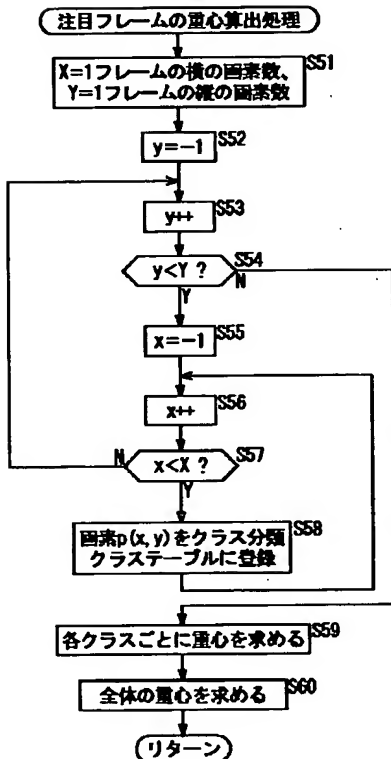 注目フレームの重心算出処理
X=1フレームの横の画素数、 S51
Y=1フレームの縦の画素数
y=-1 S52
y++ S53
y<Y ? S54
N
Y
x=-1 S55
x++ S56
N x<X ? S57
Y
画素p(x,y)をクラス分類 S58
クラステーブルに登録
各クラスごとに重心を求める S59
全体の重心を求める S60
リターン